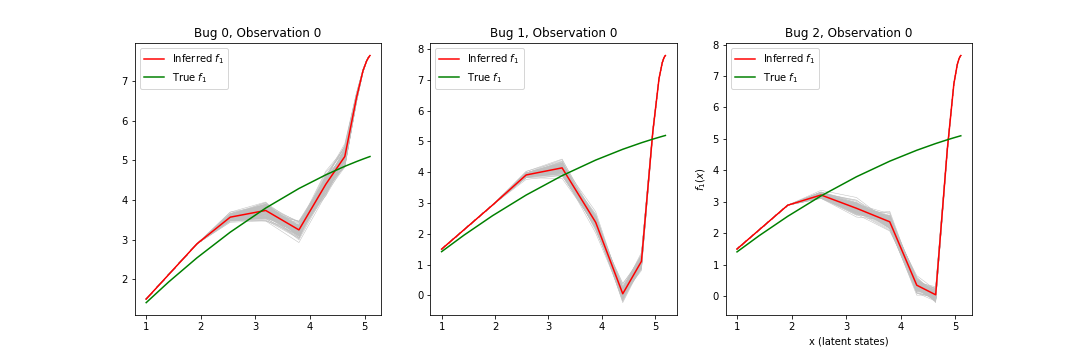 Bug 0, Observation 0
Inferred f₁
True f₁
7
6
5
4
3
2
1 2 3 4 5
Bug 1, Observation 0
Inferred f₁
True f₁
8
7
6
5
4
3
2
1
0
1 2 3 4 5
Bug 2, Observation 0
Inferred f₁
True f₁
f₁(x)
8
7
6
5
4
3
2
1
0
1 2 3 4 5
x (latent states)